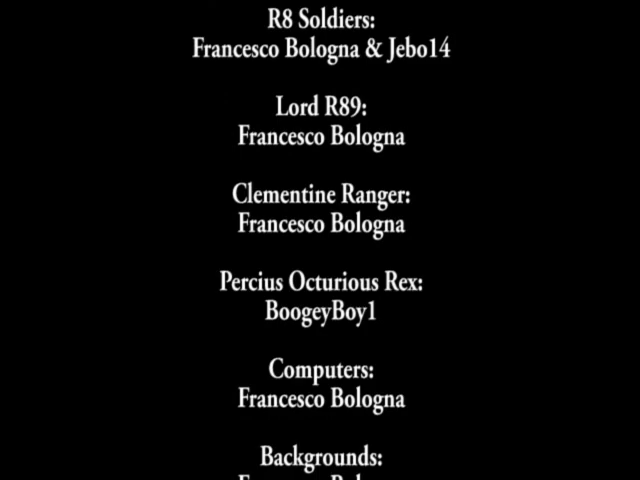 R8 Soldiers:
Francesco Bologna & Jebo14
Lord R89:
Francesco Bologna
Clementine Ranger:
Francesco Bologna
Percius Octurious Rex:
BoogeyBoy1
Computers:
Francesco Bologna
Backgrounds: